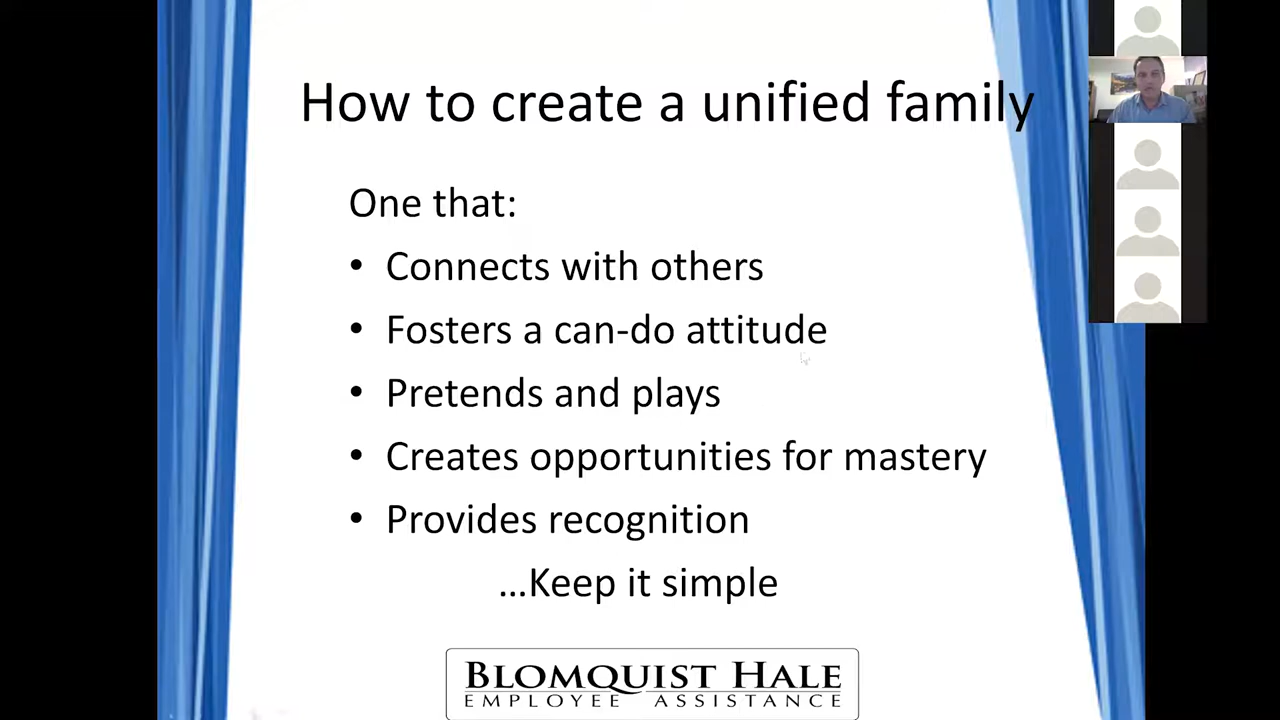 How to create a unified family
One that:
• Connects with others
• Fosters a can-do attitude
• Pretends and plays
• Creates opportunities for mastery
• Provides recognition
...Keep it simple
BLOMQUIST HALE
EMPLOYEE ASSISTANCE